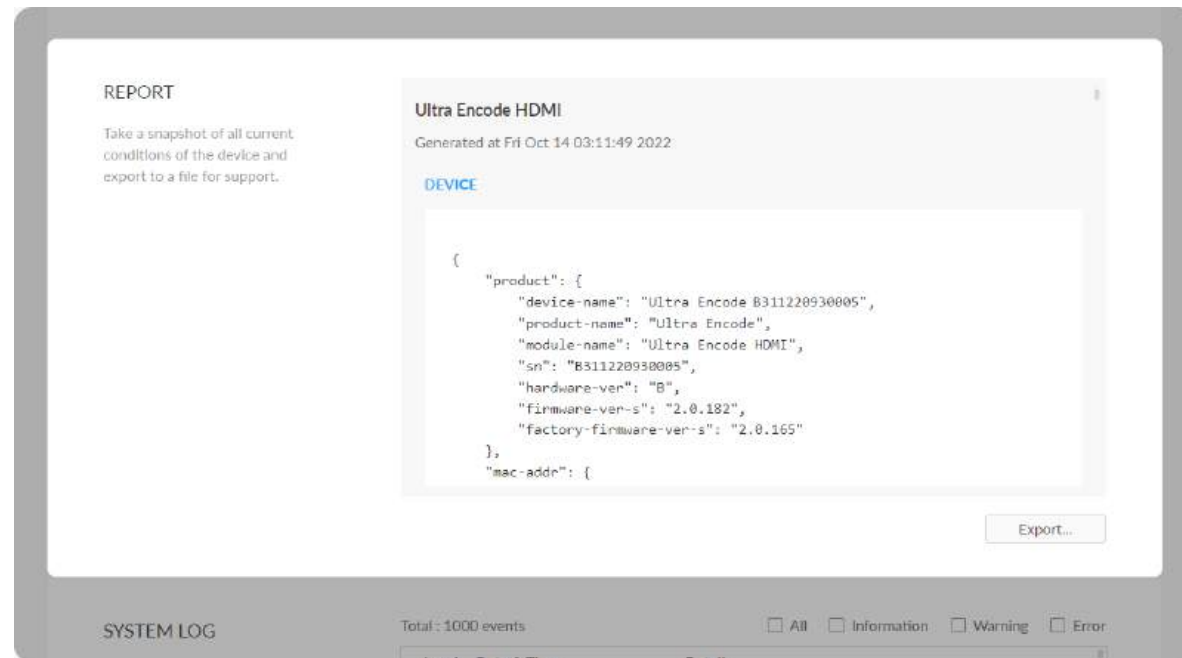 REPORT
Take a snapshot of all current
conditions of the device and
export to a file for support.
Ultra Encode HDMI
Generated at Fri Oct 14 03:11:49 2022
DEVICE
{
"product": {
"device-name": "Ultra Encode B311220930005",
"product-name": "Ultra Encode",
"module-name": "Ultra Encode HDMI",
"sn": "B311220930005",
"hardware-ver": "B",
"firmware-ver-s": "2.0.182",
"factory-firmware-ver-s": "2.0.165"
},
"mac-addr": {
Export...
SYSTEM LOG
Total : 1000 events
All
Information
Warning
Error